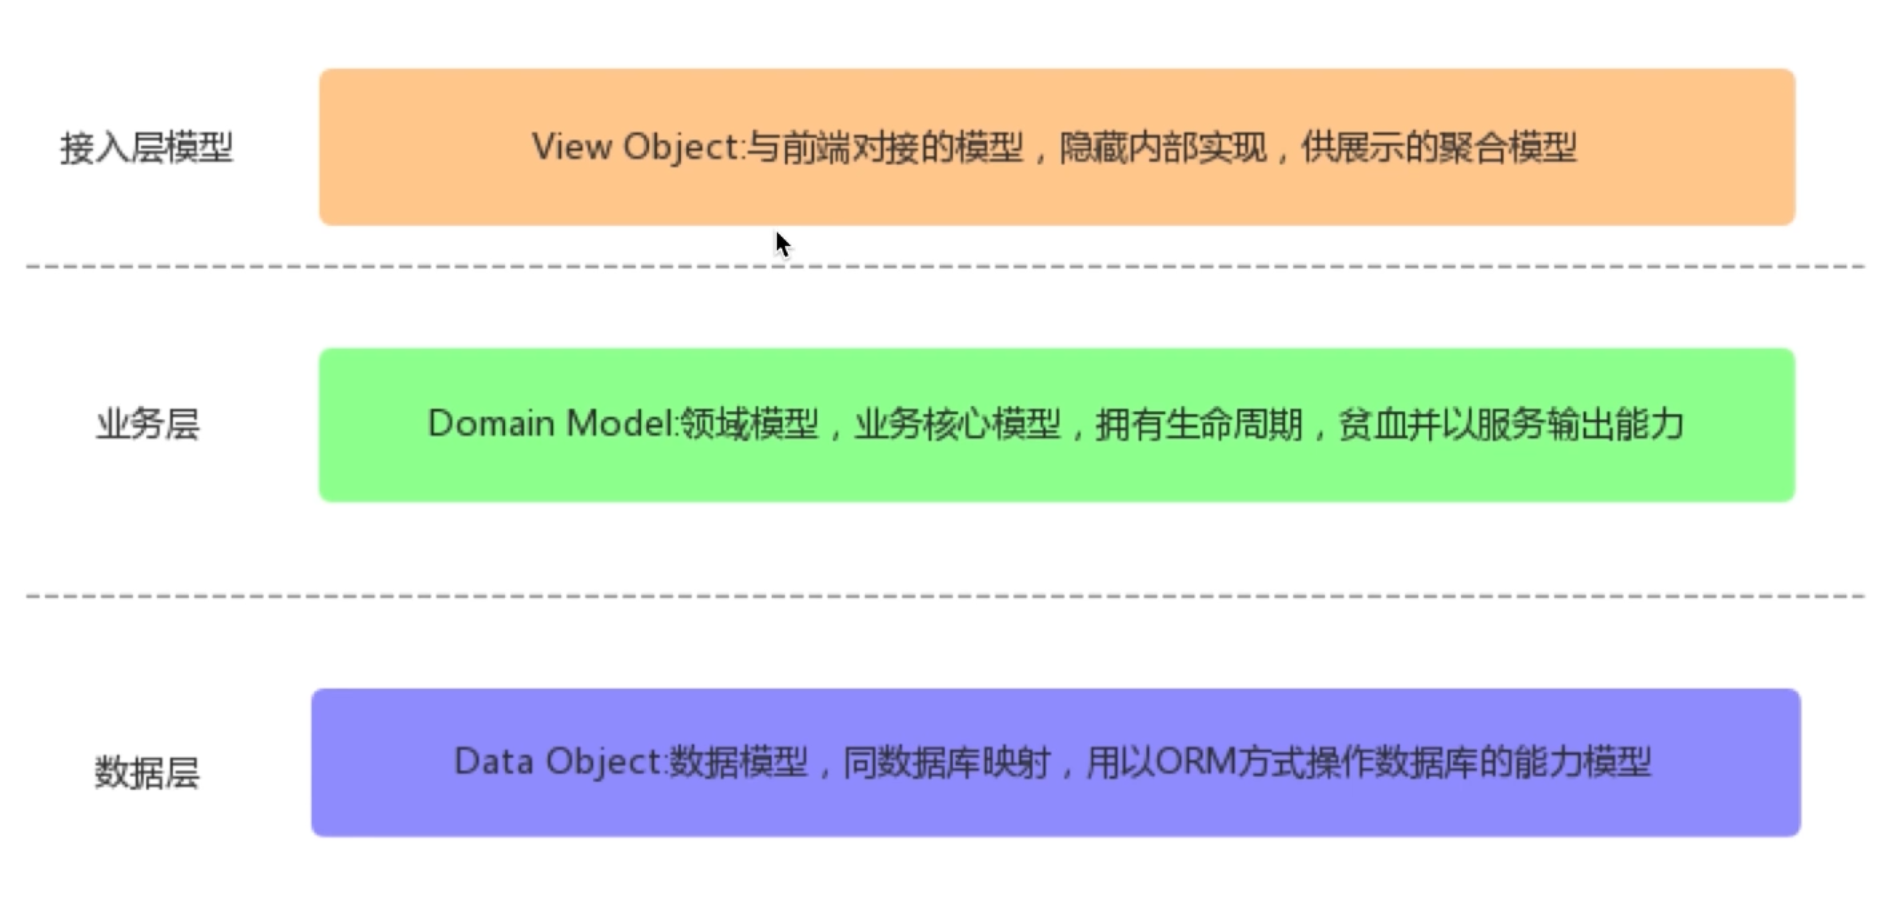 接入层模型
View Object:与前端对接的模型，隐藏内部实现，供展示的聚合模型
业务层
Domain Model:领域模型，业务核心模型，拥有生命周期，贫血并以服务输出能力
数据层
Data Object:数据模型，同数据库映射，用以ORM方式操作数据库的能力模型